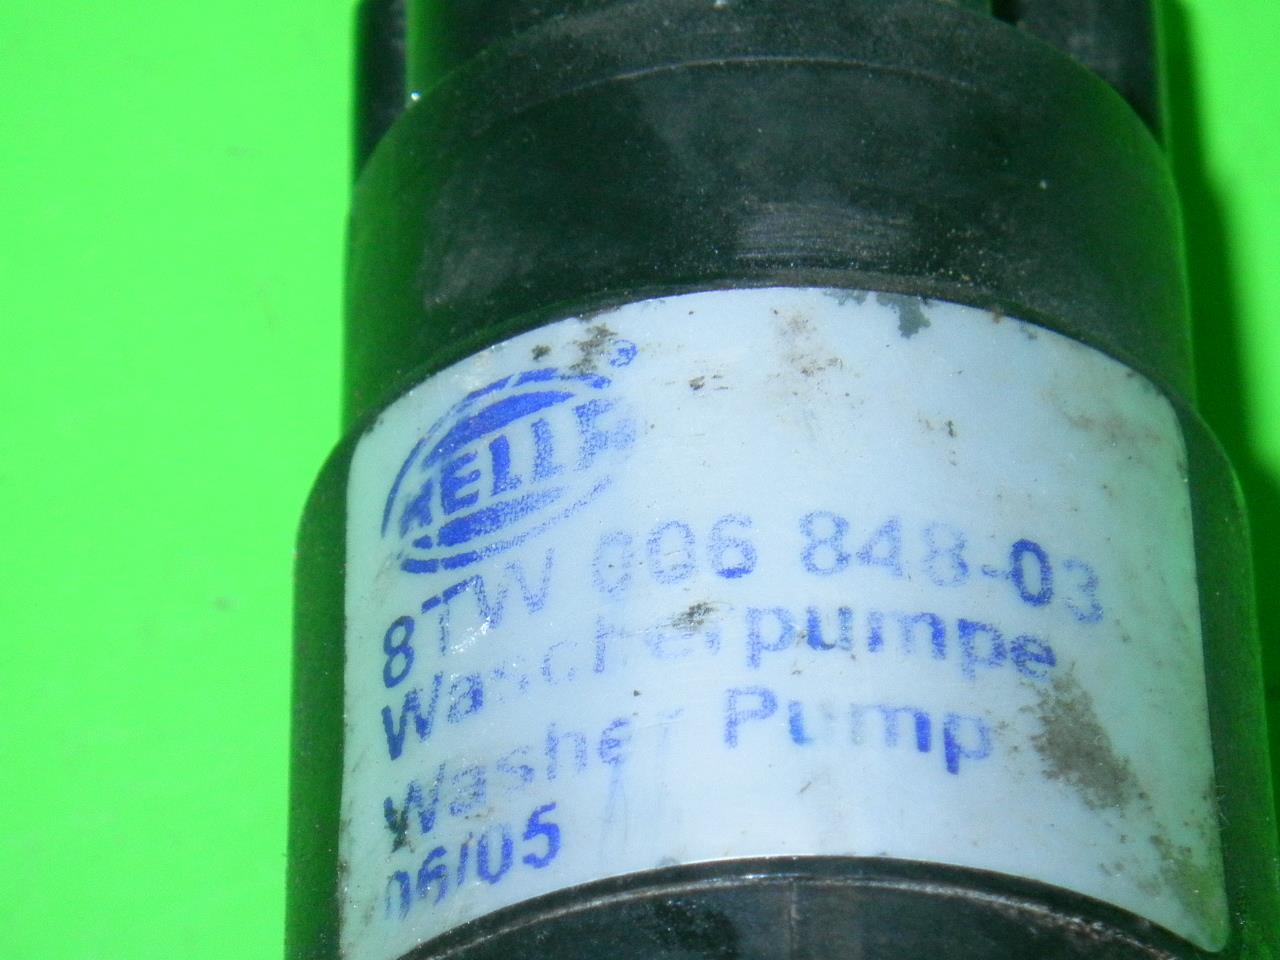 HELLA®
8TW 006 848-03
Wascherpumpe
Washer Pump
06/05